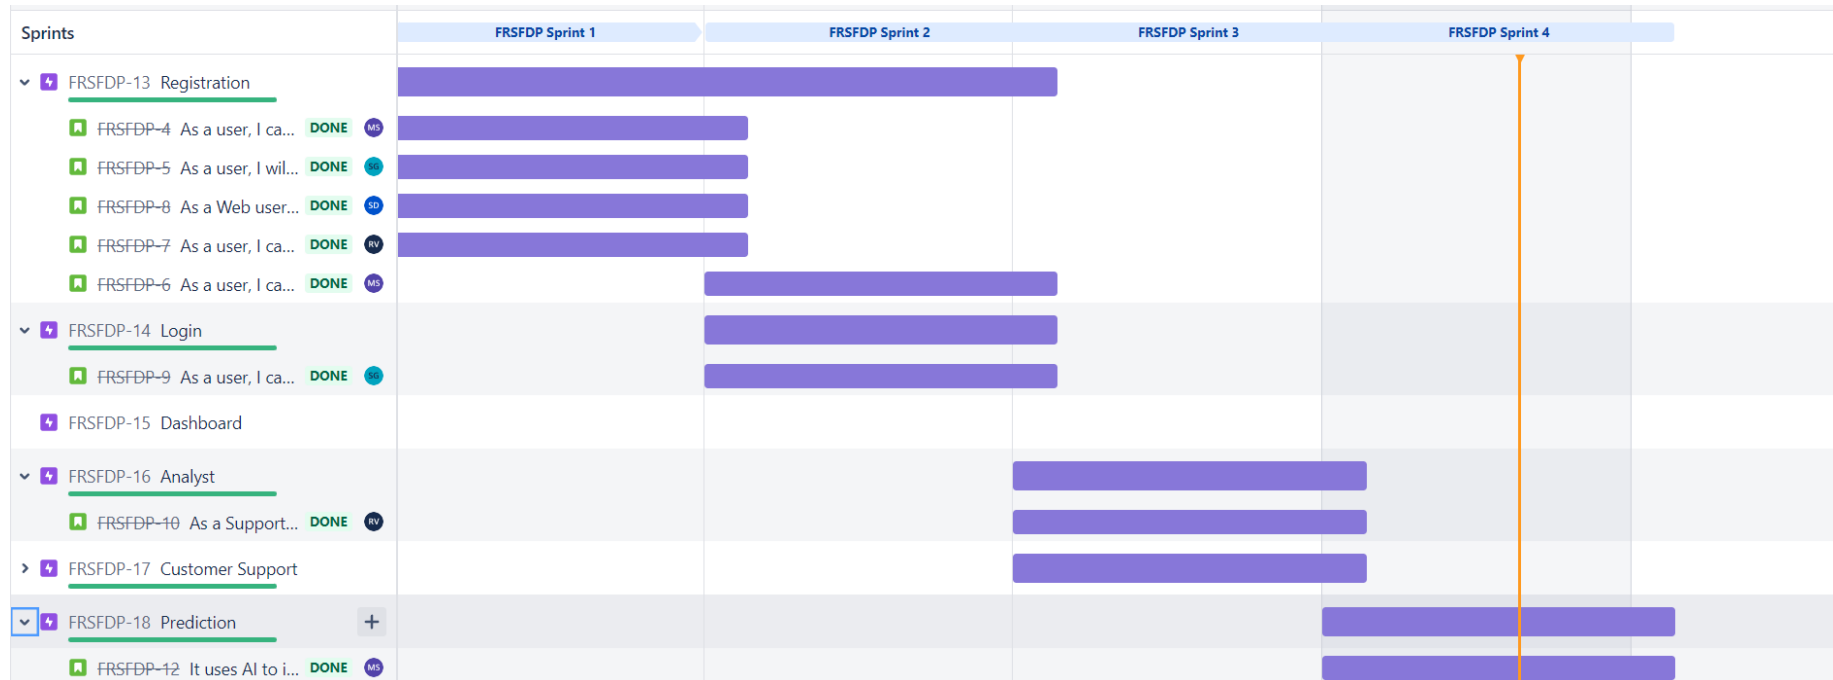 Sprints FRSFDP Sprint 1 FRSFDP Sprint 2 FRSFDP Sprint 3 FRSFDP Sprint 4
FRSFDP-13 Registration
FRSFDP-4 As a user, I ca... DONE MS
FRSFDP-5 As a user, I wil... DONE SG
FRSFDP-8 As a Web user... DONE SD
FRSFDP-7 As a user, I ca... DONE RV
FRSFDP-6 As a user, I ca... DONE MS
FRSFDP-14 Login
FRSFDP-9 As a user, I ca... DONE SG
FRSFDP-15 Dashboard
FRSFDP-16 Analyst
FRSFDP-10 As a Support... DONE RV
FRSFDP-17 Customer Support
FRSFDP-18 Prediction +
FRSFDP-12 It uses AI to i... DONE MS